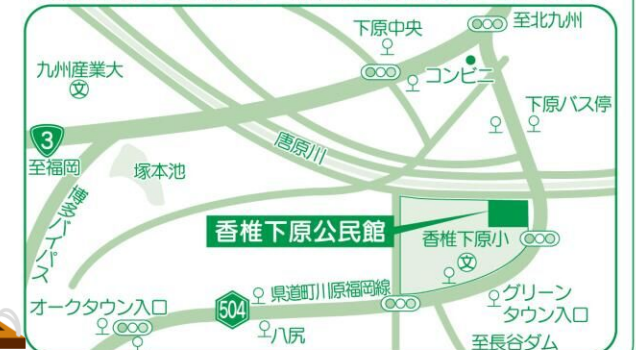 下原中央
至北九州
九州産業大
文
コンビニ
下原バス停
3
至福岡
唐原川
塚本池
博多バイパス
香椎下原公民館
香椎下原小
文
オークタウン入口
504
県道町川原福岡線
八尻
グリーン
タウン入口
至長谷ダム